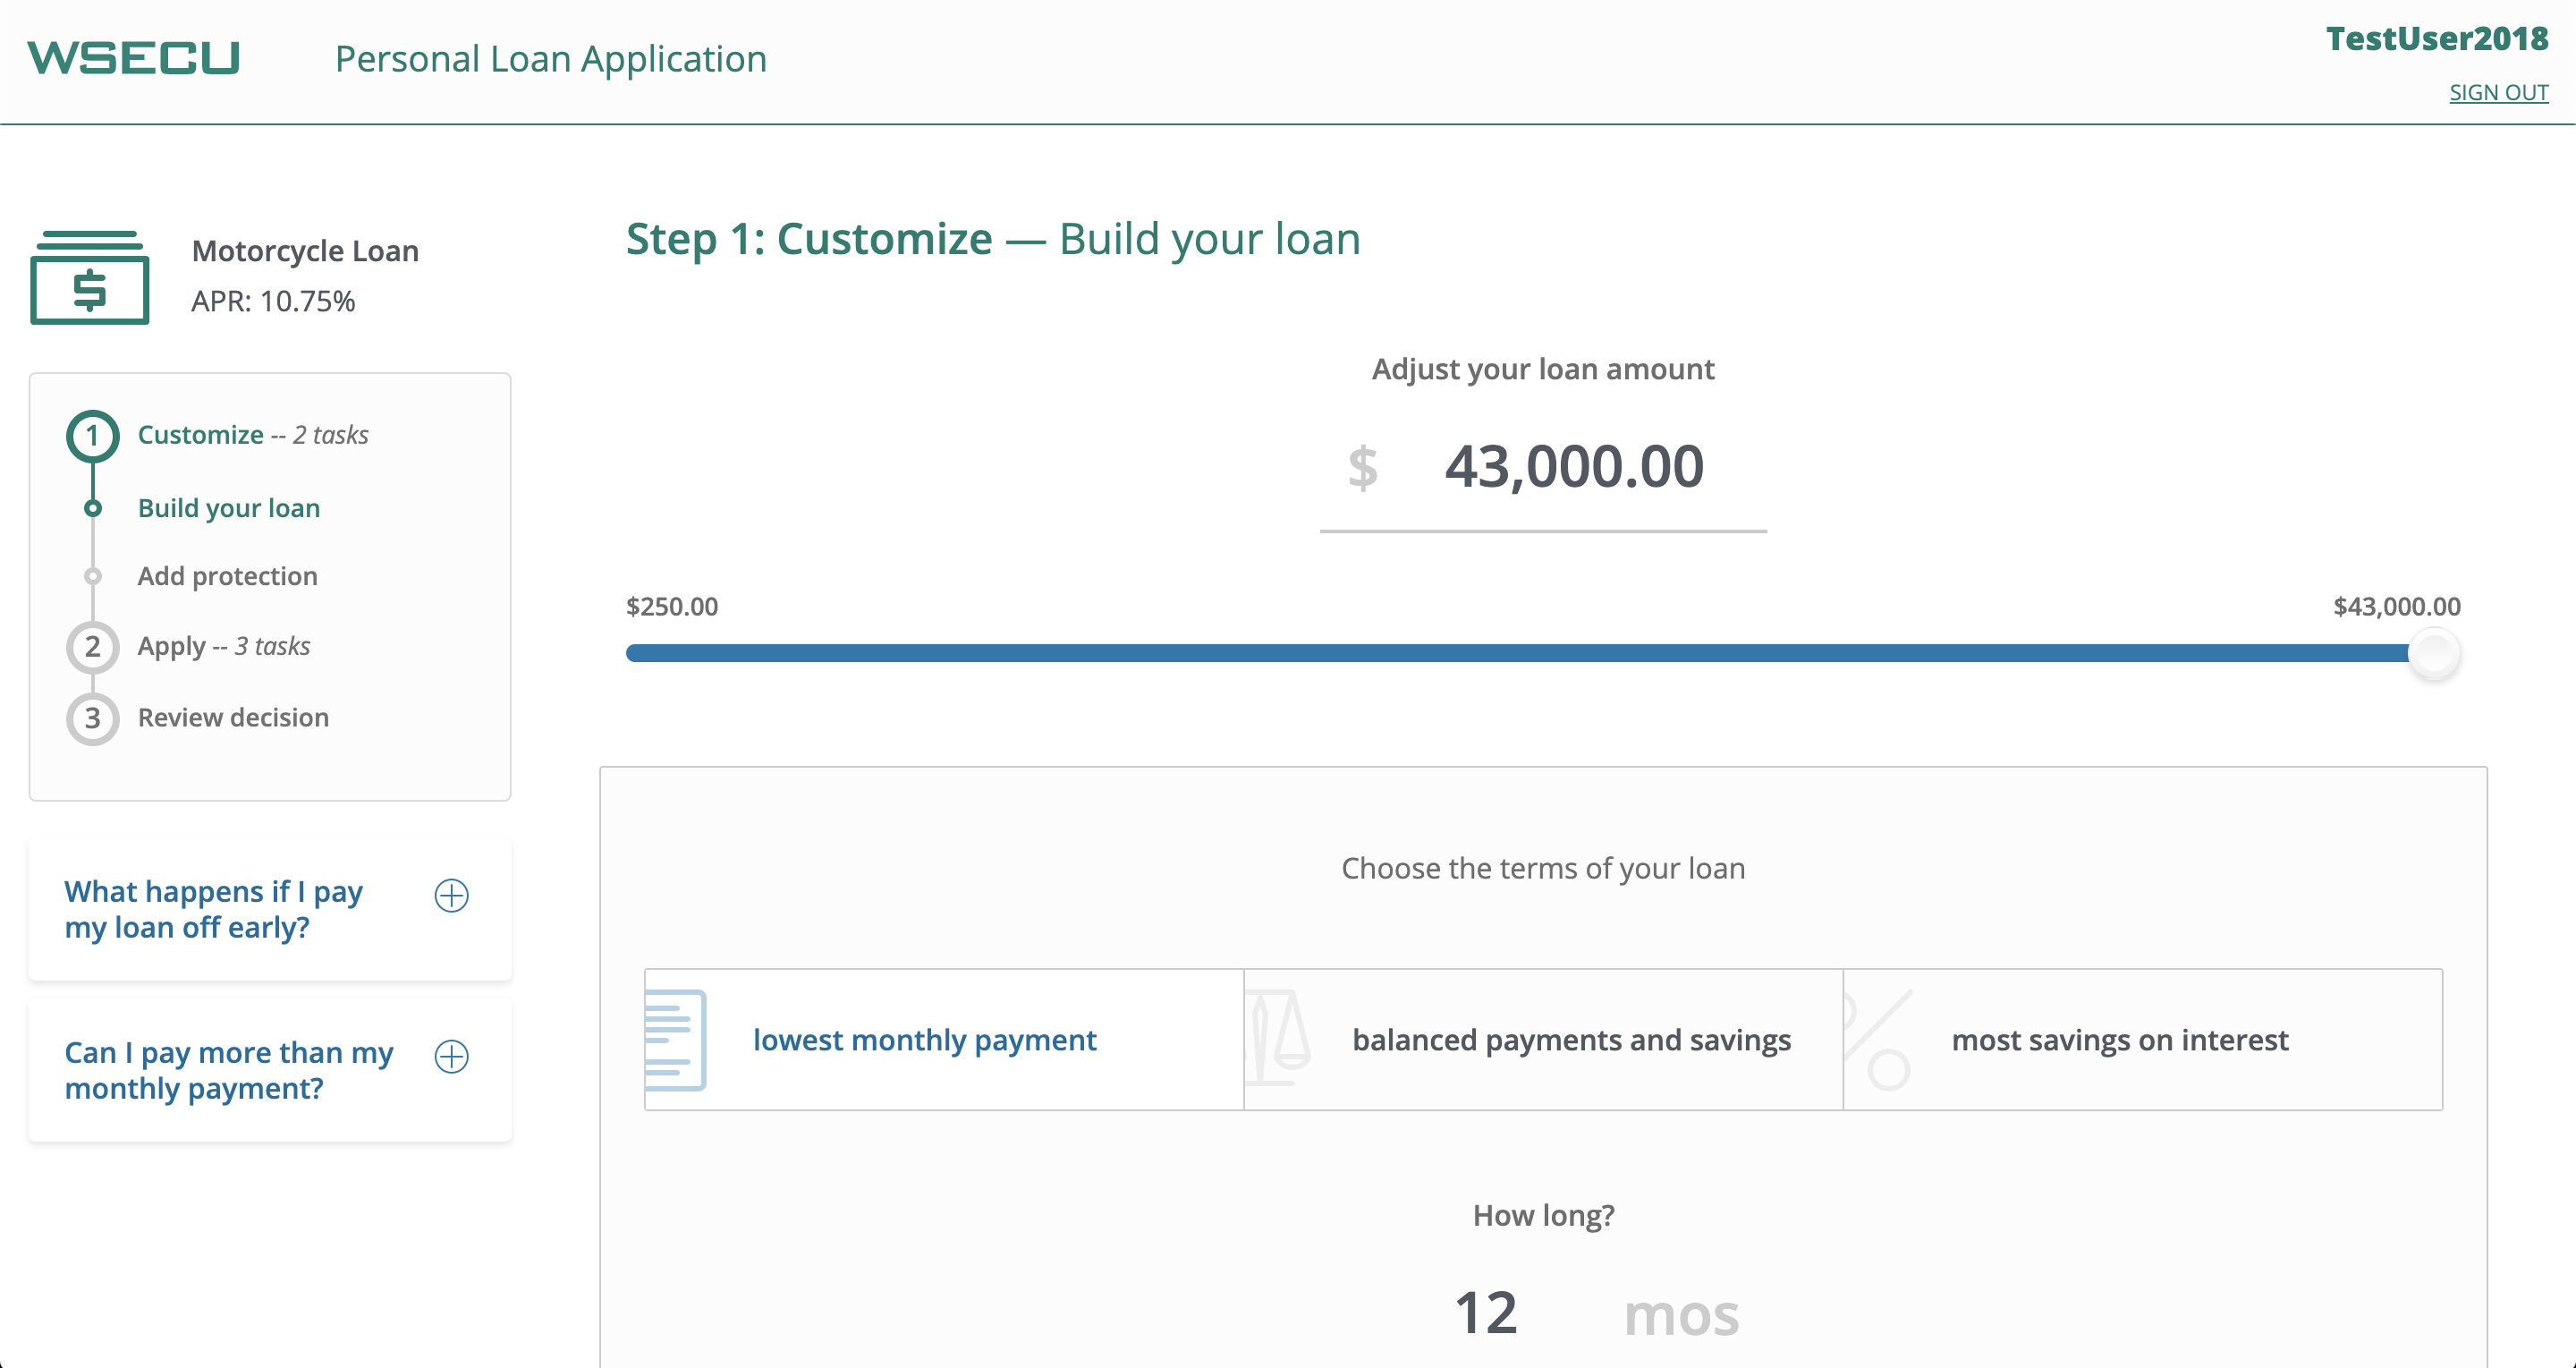 WSECU
Personal Loan Application
TestUser2018
SIGN OUT
$
Motorcycle Loan
APR: 10.75%
1 Customize -- 2 tasks
Build your loan
Add protection
2 Apply -- 3 tasks
3 Review decision
What happens if I pay
my loan off early?
Can I pay more than my
monthly payment?
Step 1: Customize — Build your loan
Adjust your loan amount
$ 43,000.00
$250.00 $43,000.00
Choose the terms of your loan
lowest monthly payment
balanced payments and savings
%
most savings on interest
How long?
12 mos